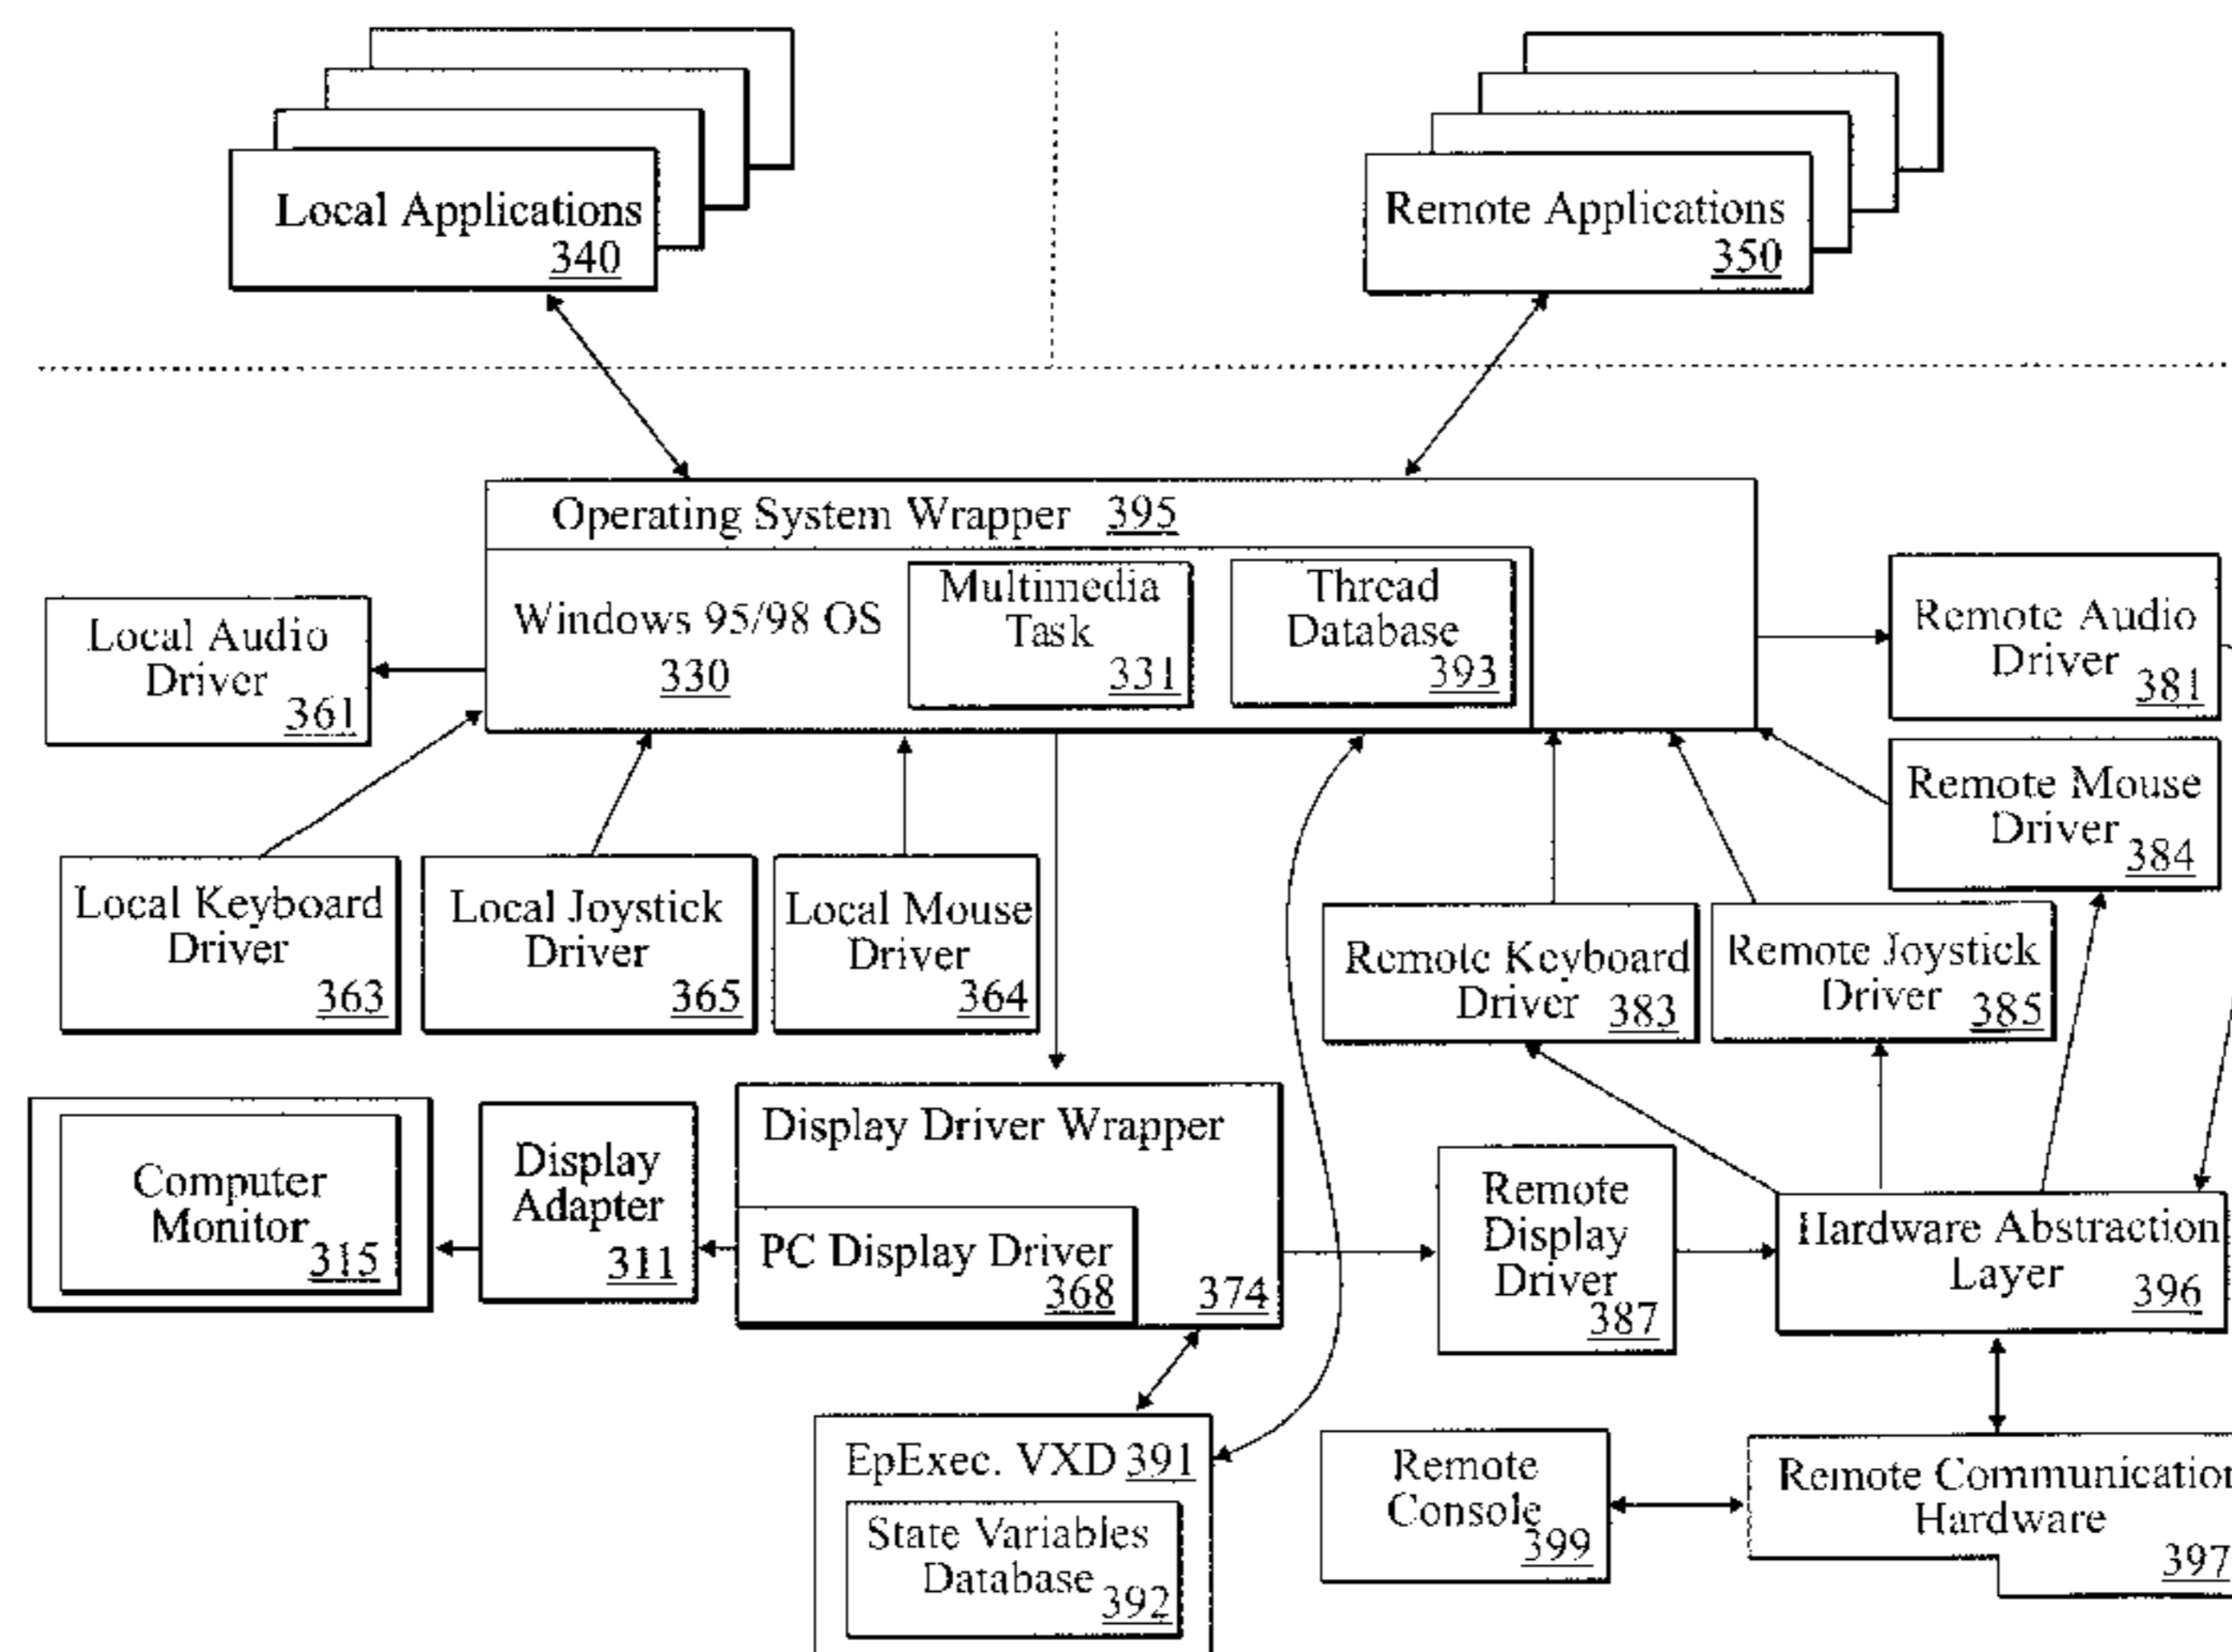 Local Applications
340
Remote Applications
350
Operating System Wrapper 395
Windows 95/98 OS
330
Multimedia
Task
331
Thread
Database
393
Local Audio
Driver
361
Remote Audio
Driver
381
Remote Mouse
Driver
384
Local Keyboard
Driver
363
Local Joystick
Driver
365
Local Mouse
Driver
364
Remote Keyboard
Driver 383
Remote Joystick
Driver 385
Computer
Monitor
315
Display
Adapter
311
Display Driver Wrapper
PC Display Driver
368
374
Remote
Display
Driver
387
Hardware Abstraction
Layer
396
EpExec. VXD 391
State Variables
Database
392
Remote
Console
399
Remote Communication
Hardware
397